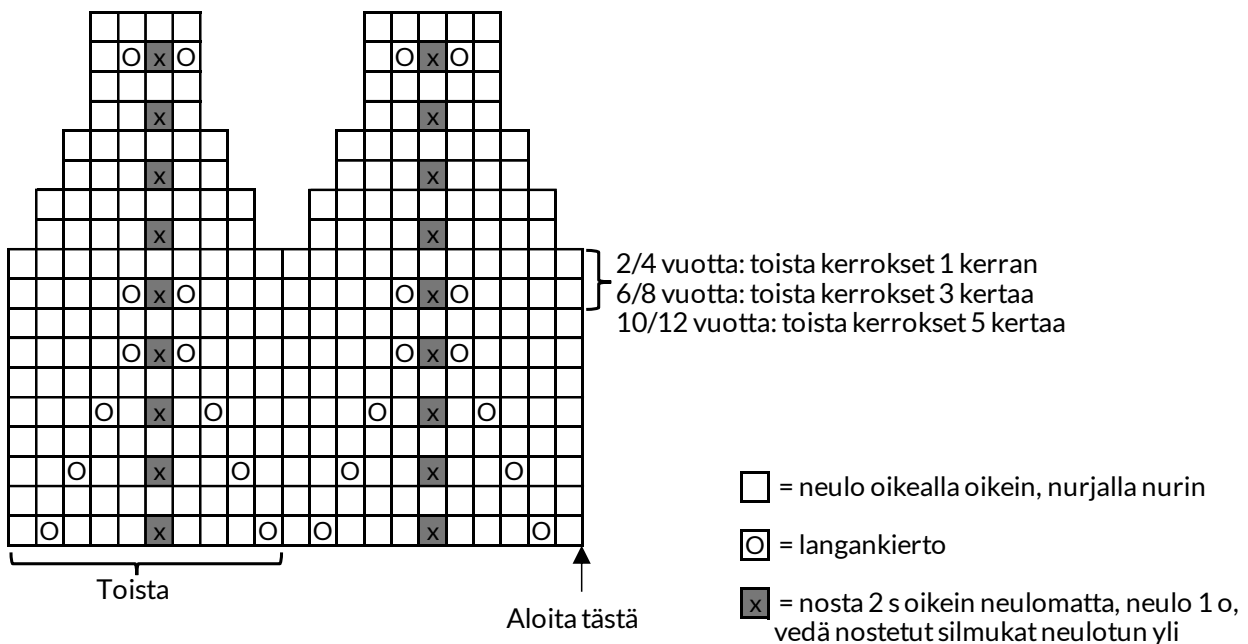 O x O O x O
x x
x x
x x
O x O O x O
2/4 vuotta: toista kerrokset 1 kerran
6/8 vuotta: toista kerrokset 3 kertaa
10/12 vuotta: toista kerrokset 5 kertaa
O x O O x O
O x O O x O
O x O O x O
O x O O x O
Toista
Aloita tästä
= neulo oikealla oikein, nurjalla nurin
O = langankierto
x = nosta 2 s oikein neulomatta, neulo 1 o,
vedä nostetut silmukat neulotun yli